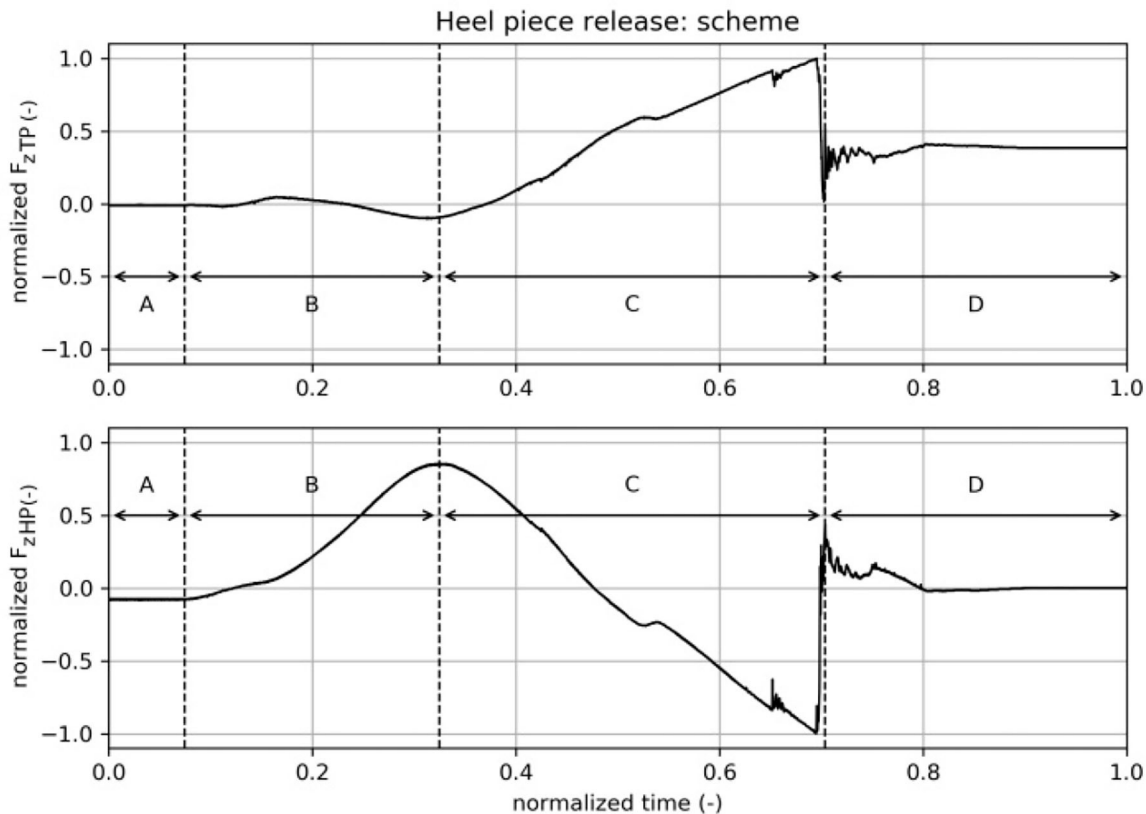 Heel piece release: scheme
normalized FzTP (-)
1.0
0.5
0.0
−0.5
−1.0
A B C D
0.0 0.2 0.4 0.6 0.8 1.0
normalized FzHP(-)
1.0
0.5
0.0
−0.5
−1.0
A B C D
0.0 0.2 0.4 0.6 0.8 1.0
normalized time (-)